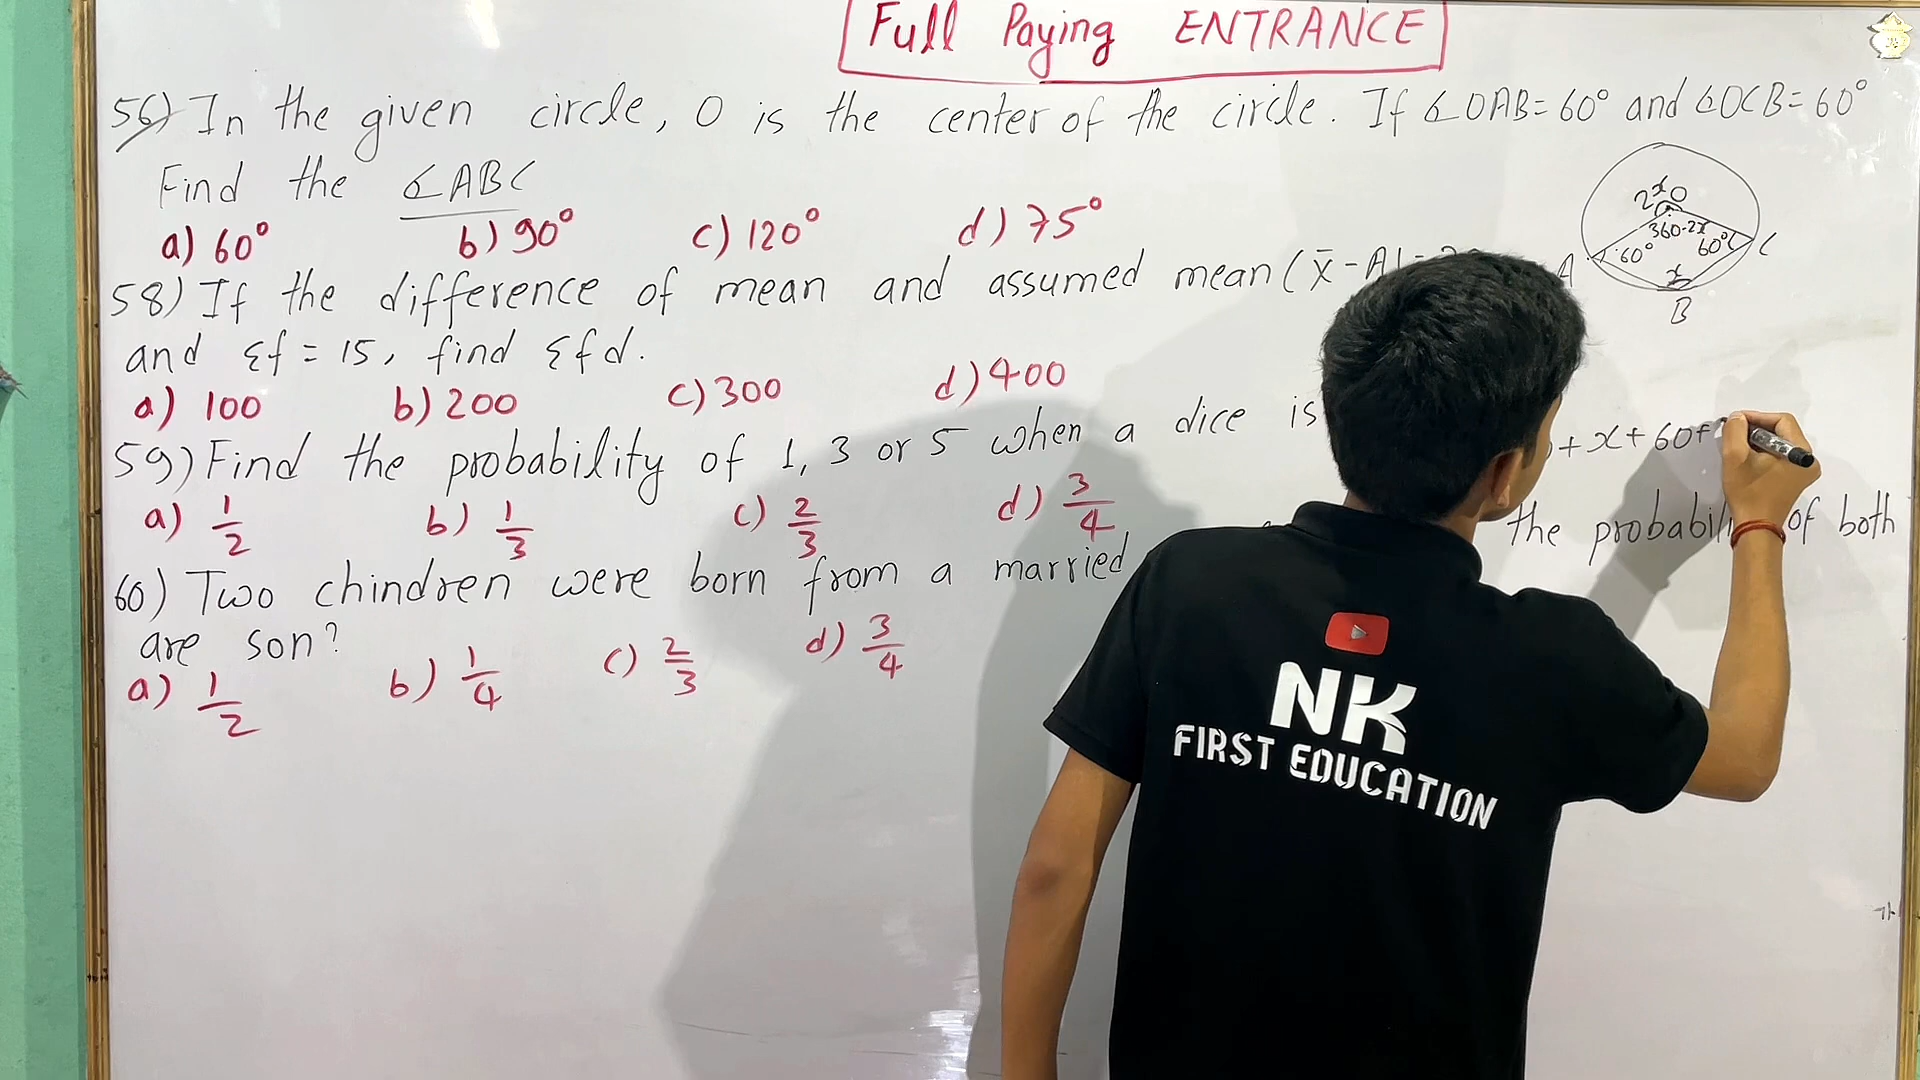 Full Paying ENTRANCE
56) In the given circle, O is the center of the circle. If ∠OAB=60° and ∠OCB=60°
Find the ∠ABC
a) 60° b) 90° c) 120° d) 75°
2x O
360-2x
60° 60°
x
A B C
58) If the difference of mean and assumed mean (x̄-A)
and Σf = 15, find Σfd.
a) 100 b) 200 c) 300 d) 400
59) Find the probability of 1, 3 or 5 when a dice is
+x+60+
a) 1/2 b) 1/3 c) 2/3 d) 3/4
60) Two chindren were born from a married the of both
are son?
a) 1/2 b) 1/4 c) 2/3 d) 3/4
NK
FIRST EDUCATION